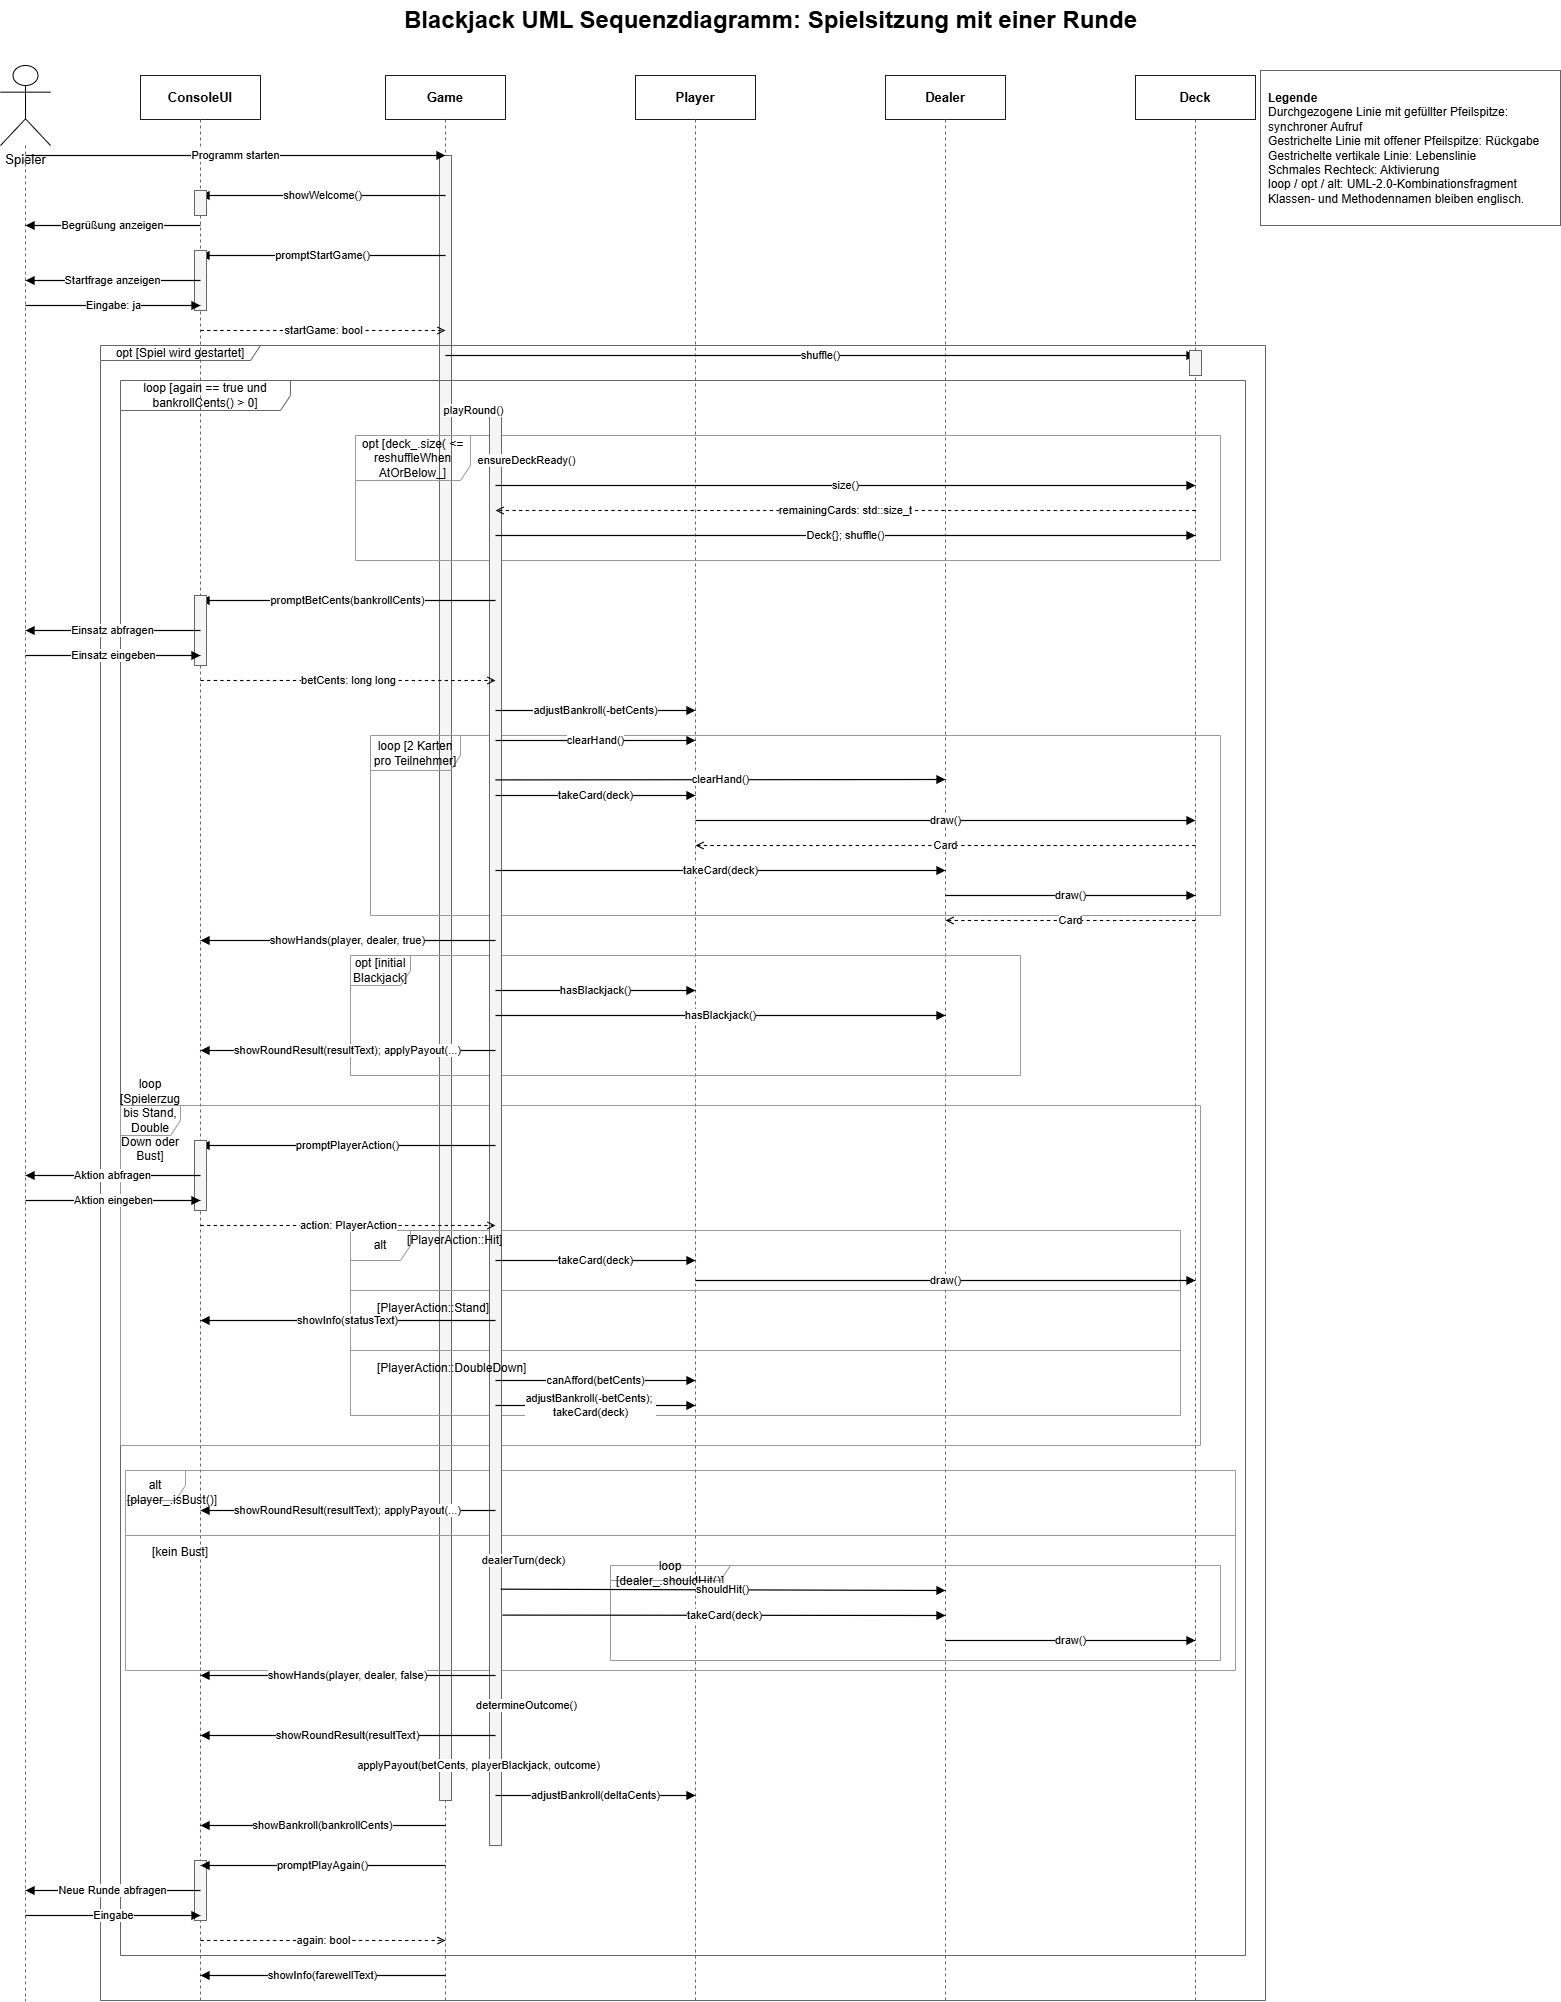 Blackjack UML Sequenzdiagramm: Spielsitzung mit einer Runde
Spieler
ConsoleUI
Game
Player
Dealer
Deck
Legende
Durchgezogene Linie mit gefüllter Pfeilspitze:
synchroner Aufruf
Gestrichelte Linie mit offener Pfeilspitze: Rückgabe
Gestrichelte vertikale Linie: Lebenslinie
Schmales Rechteck: Aktivierung
loop / opt / alt: UML-2.0-Kombinationsfragment
Klassen- und Methodennamen bleiben englisch.
Programm starten
showWelcome()
Begrüßung anzeigen
promptStartGame()
Startfrage anzeigen
Eingabe: ja
startGame: bool
opt [Spiel wird gestartet]
shuffle()
loop [again == true und
bankrollCents() > 0]
playRound()
opt [deck_.size( <=
reshuffleWhen
AtOrBelow_]
ensureDeckReady()
size()
remainingCards: std::size_t
Deck{}; shuffle()
promptBetCents(bankrollCents)
Einsatz abfragen
Einsatz eingeben
betCents: long long
adjustBankroll(-betCents)
loop [2 Karten
pro Teilnehmer]
clearHand()
clearHand()
takeCard(deck)
draw()
Card
takeCard(deck)
draw()
Card
showHands(player, dealer, true)
opt [initial
Blackjack]
hasBlackjack()
hasBlackjack()
showRoundResult(resultText); applyPayout(...)
loop
[Spielerzug
bis Stand,
Double
Down oder
Bust]
promptPlayerAction()
Aktion abfragen
Aktion eingeben
action: PlayerAction
alt
[PlayerAction::Hit]
takeCard(deck)
draw()
[PlayerAction::Stand]
showInfo(statusText)
[PlayerAction::DoubleDown]
canAfford(betCents)
adjustBankroll(-betCents);
takeCard(deck)
alt
[player_.isBust()]
showRoundResult(resultText); applyPayout(...)
[kein Bust]
dealerTurn(deck)
loop
[dealer_.shouldHit()]
shouldHit()
takeCard(deck)
draw()
showHands(player, dealer, false)
determineOutcome()
showRoundResult(resultText)
applyPayout(betCents, playerBlackjack, outcome)
adjustBankroll(deltaCents)
showBankroll(bankrollCents)
promptPlayAgain()
Neue Runde abfragen
Eingabe
again: bool
showInfo(farewellText)